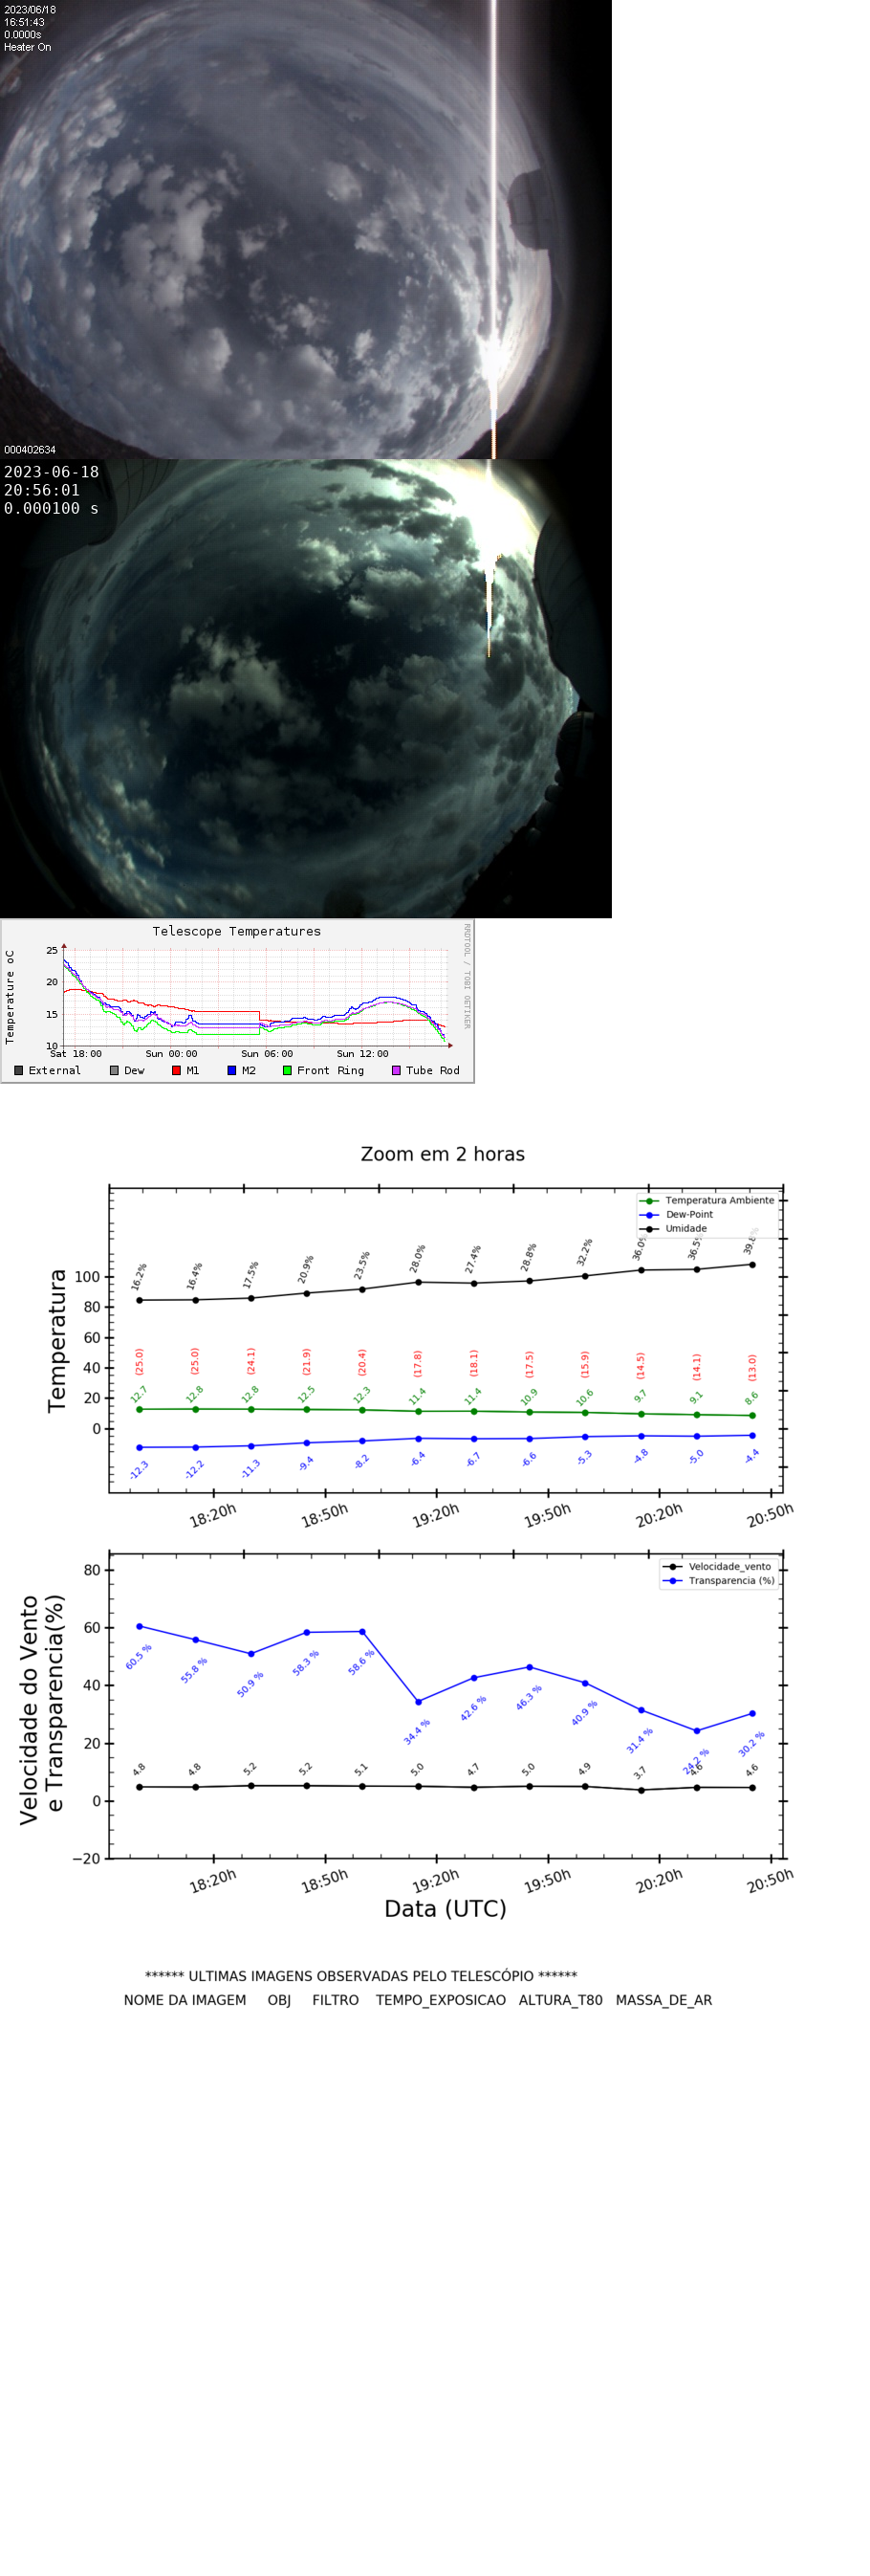 2023/06/18
16:51:43
0.0000s
Heater On
000402634
2023-06-18
20:56:01
0.000100 s
Telescope Temperatures
RRDTOOL / TOBI OETIKER
Temperature oC
25
20
15
10
Sat 18:00 Sun 00:00 Sun 06:00 Sun 12:00
External Dew M1 M2 Front Ring Tube Rod
Zoom em 2 horas
Temperatura Ambiente
Dew-Point
Umidade
Temperatura
100
80
60
40
20
0
16.2% 16.4% 17.5% 20.9% 23.5% 28.0% 27.4% 28.8% 32.2% 36.0% 36.5%
(25.0) (25.0) (24.1) (21.9) (20.4) (17.8) (18.1) (17.5) (15.9) (14.5) (14.1) (13.0)
12.7 12.8 12.8 12.5 12.3 11.4 11.4 10.9 10.6 9.7 9.1 8.6
-12.3 -12.2 -11.3 -9.4 -8.2 -6.4 -6.7 -6.6 -5.3 -4.8 -5.0 -4.4
18:20h 18:50h 19:20h 19:50h 20:20h 20:50h
Velocidade_vento
Transparencia (%)
Velocidade do Vento
e Transparencia(%)
80
60
40
20
0
−20
60.5 % 55.8 % 50.9 % 58.3 % 58.6 % 34.4 % 42.6 % 46.3 % 40.9 % 31.4 % 24.2 % 30.2 %
4.8 4.8 5.2 5.2 5.1 5.0 4.7 5.0 4.9 3.7 4.6 4.6
18:20h 18:50h 19:20h 19:50h 20:20h 20:50h
Data (UTC)
****** ULTIMAS IMAGENS OBSERVADAS PELO TELESCÓPIO ******
NOME DA IMAGEM OBJ FILTRO TEMPO_EXPOSICAO ALTURA_T80 MASSA_DE_AR